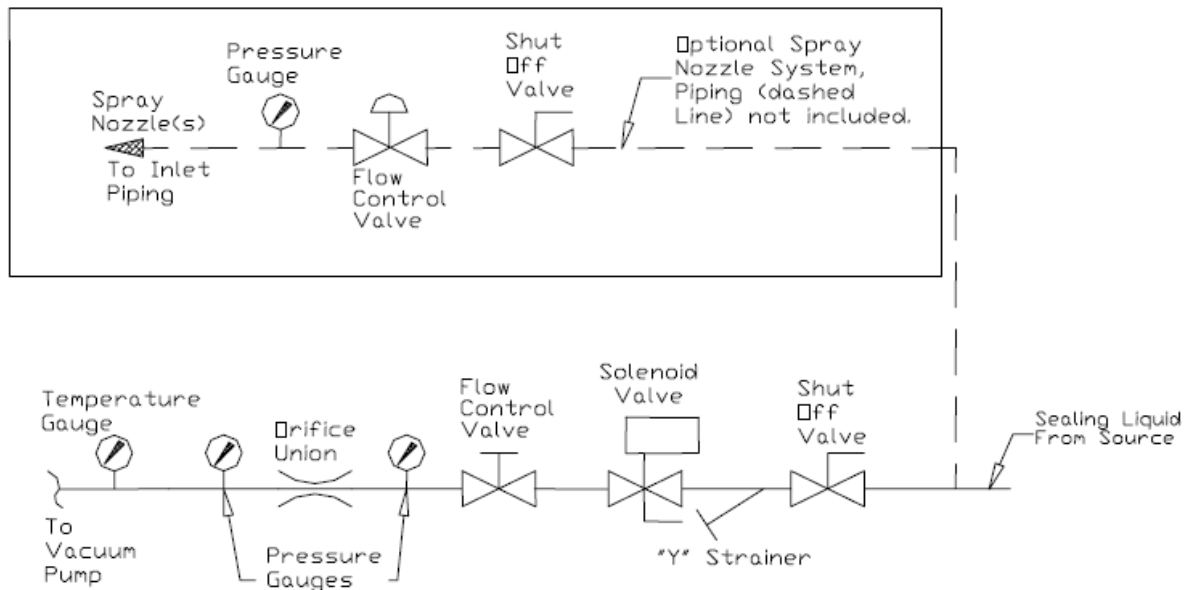 Pressure
Gauge
Shut
Off
Valve
Optional Spray
Nozzle System,
Piping (dashed
Line) not included.
Spray
Nozzle(s)
To Inlet
Piping
Flow
Control
Valve
Temperature
Gauge
Orifice
Union
Flow
Control
Valve
Solenoid
Valve
Shut
Off
Valve
Sealing Liquid
From Source
To
Vacuum
Pump
Pressure
Gauges
"Y" Strainer